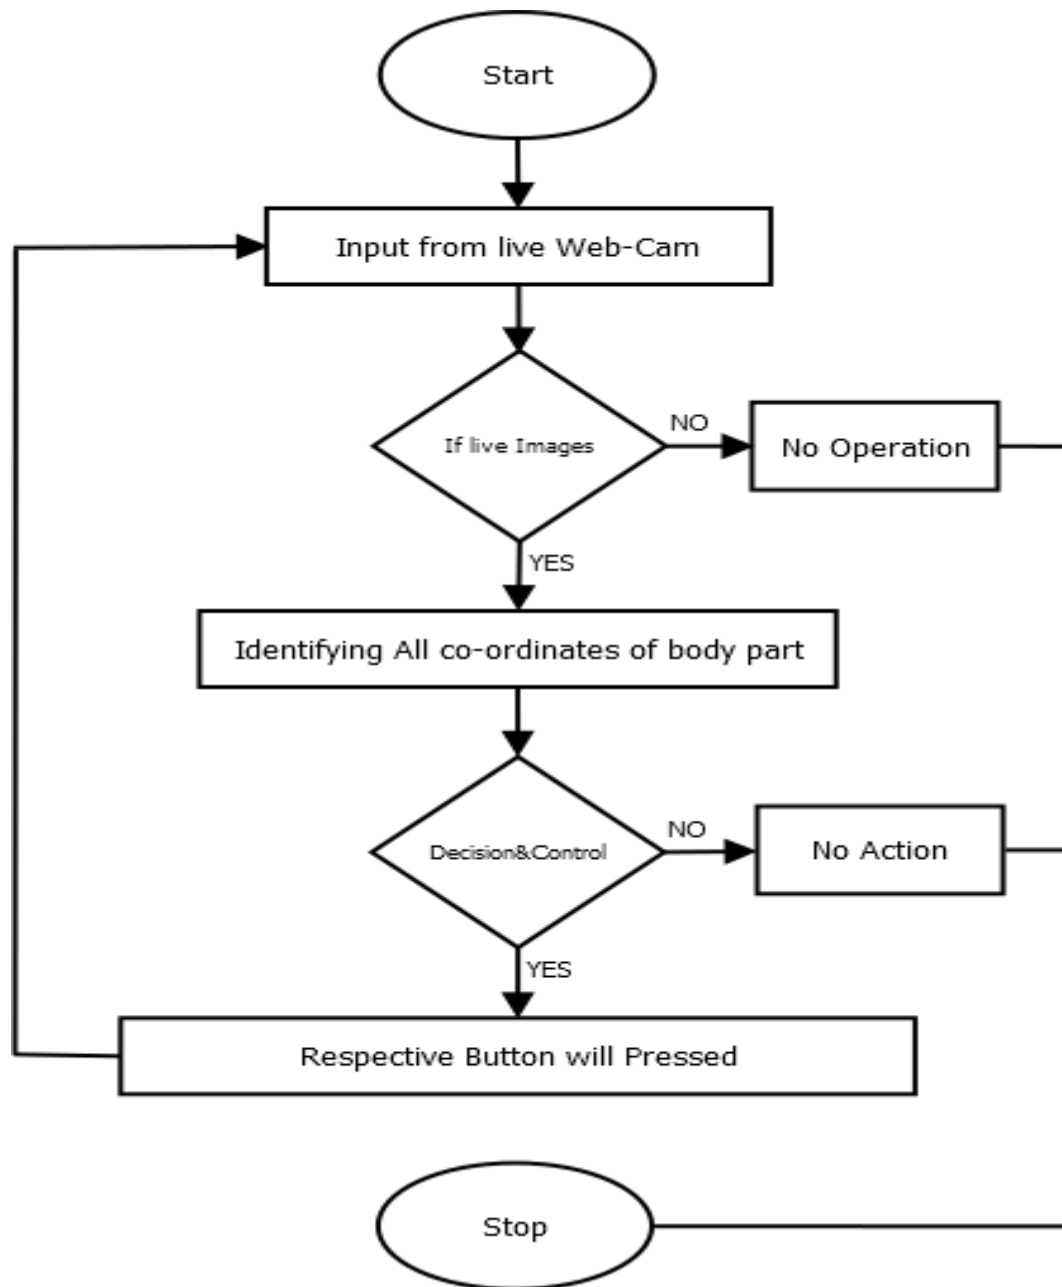 Start
Input from live Web-Cam
If live Images
NO
No Operation
YES
Identifying All co-ordinates of body part
Decision&Control
NO
No Action
YES
Respective Button will Pressed
Stop